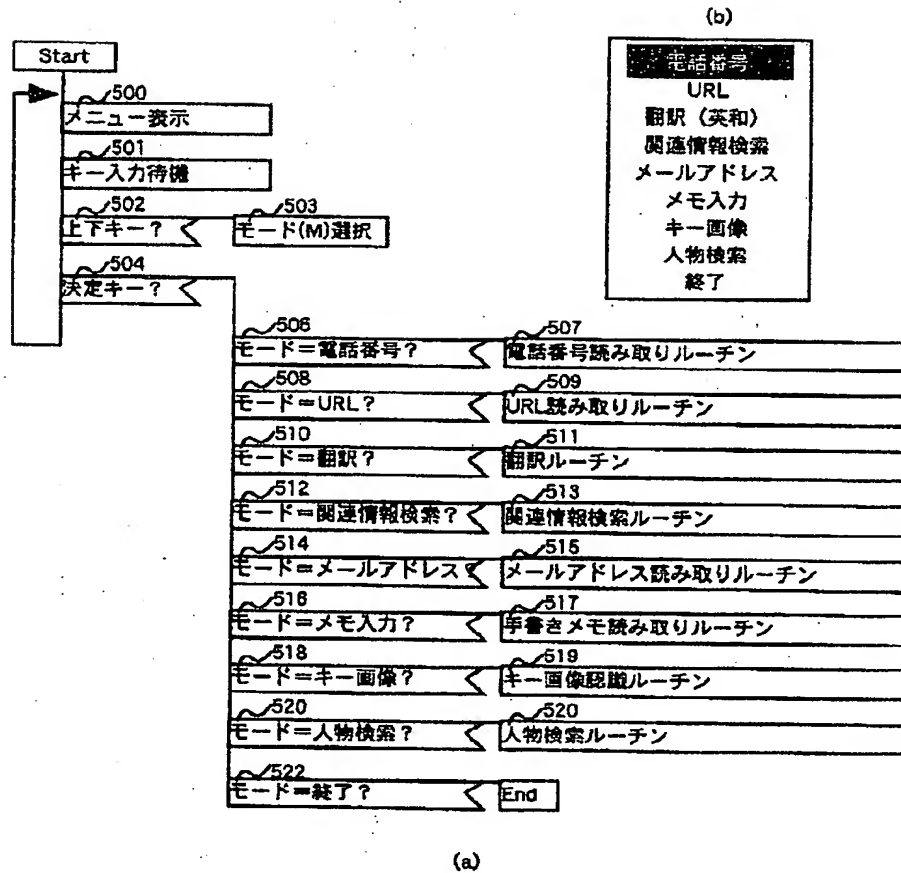 (b)
電話番号
URL
翻訳（英和）
関連情報検索
メールアドレス
メモ入力
キー画像
人物検索
終了
Start
500
メニュー表示
501
キー入力待機
502
上下キー？
503
モード(M)選択
504
決定キー？
506
モード＝電話番号？
507
電話番号読み取りルーチン
508
モード＝URL？
509
URL読み取りルーチン
510
モード＝翻訳？
511
翻訳ルーチン
512
モード＝関連情報検索？
513
関連情報検索ルーチン
514
モード＝メールアドレス？
515
メールアドレス読み取りルーチン
516
モード＝メモ入力？
517
手書きメモ読み取りルーチン
518
モード＝キー画像？
519
キー画像認識ルーチン
520
モード＝人物検索？
520
人物検索ルーチン
522
モード＝終了？
End
(a)